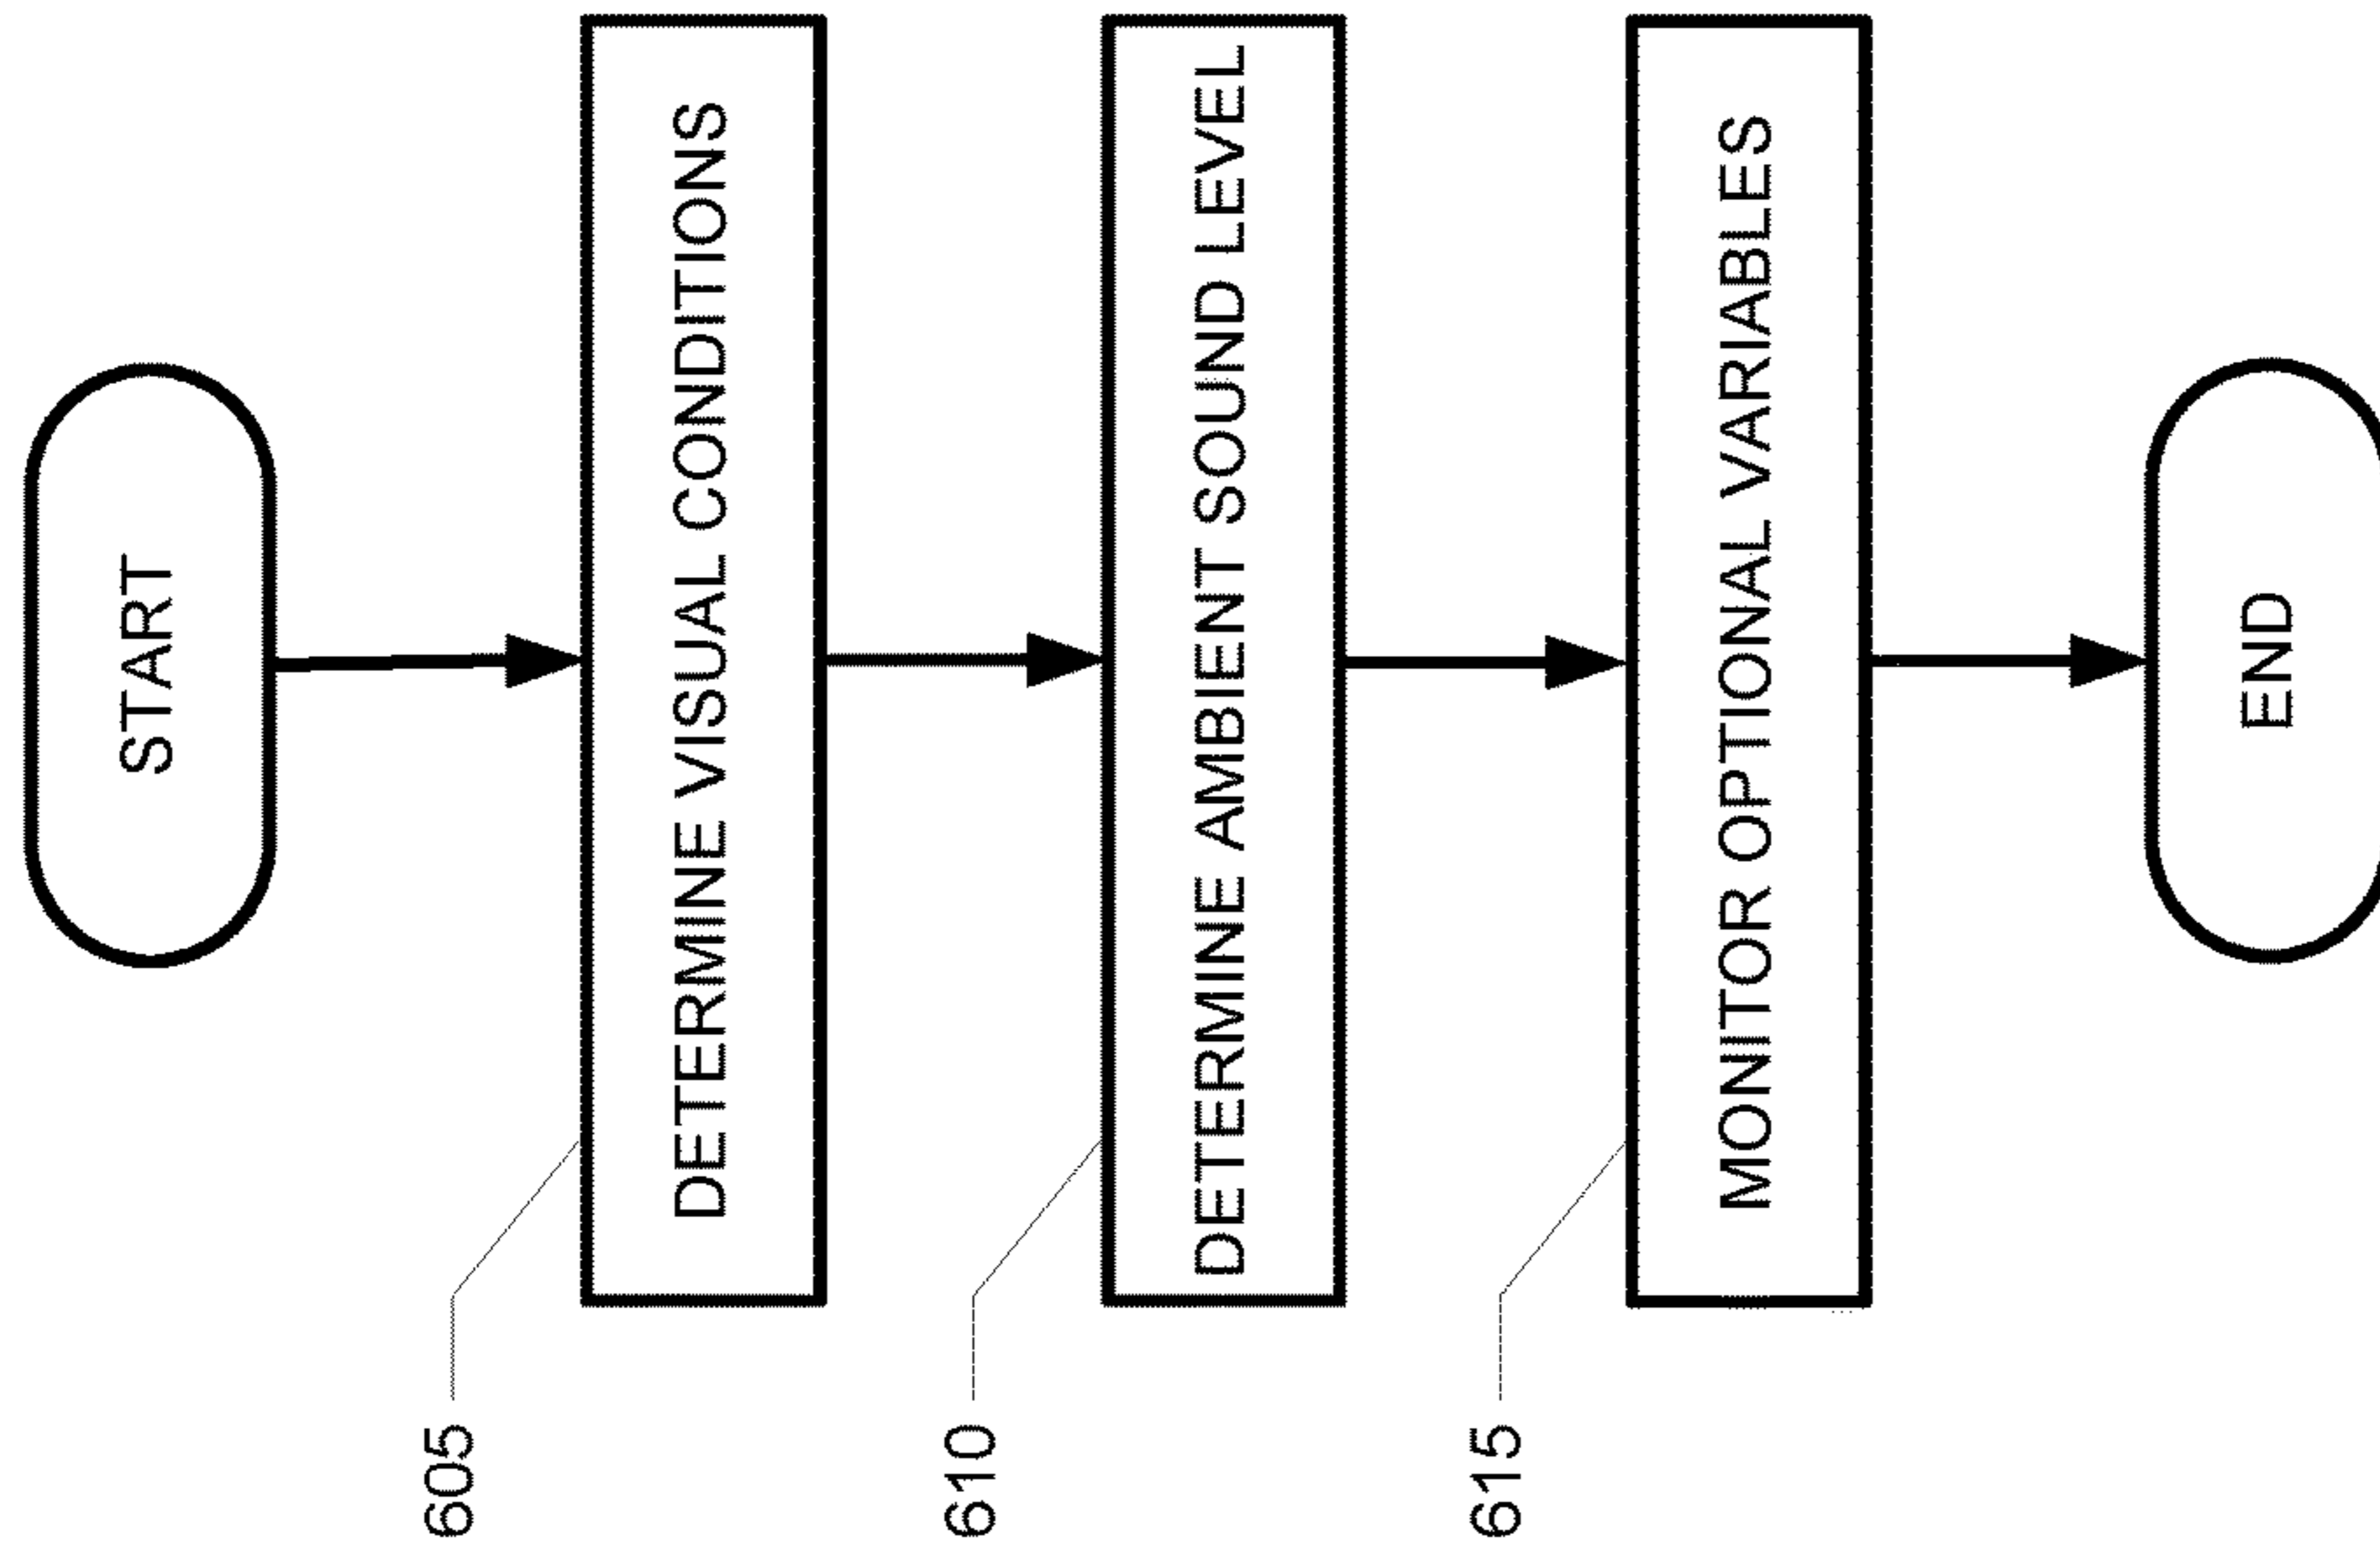 START
605
DETERMINE VISUAL CONDITIONS
610
DETERMINE AMBIENT SOUND LEVEL
615
MONITOR OPTIONAL VARIABLES
END